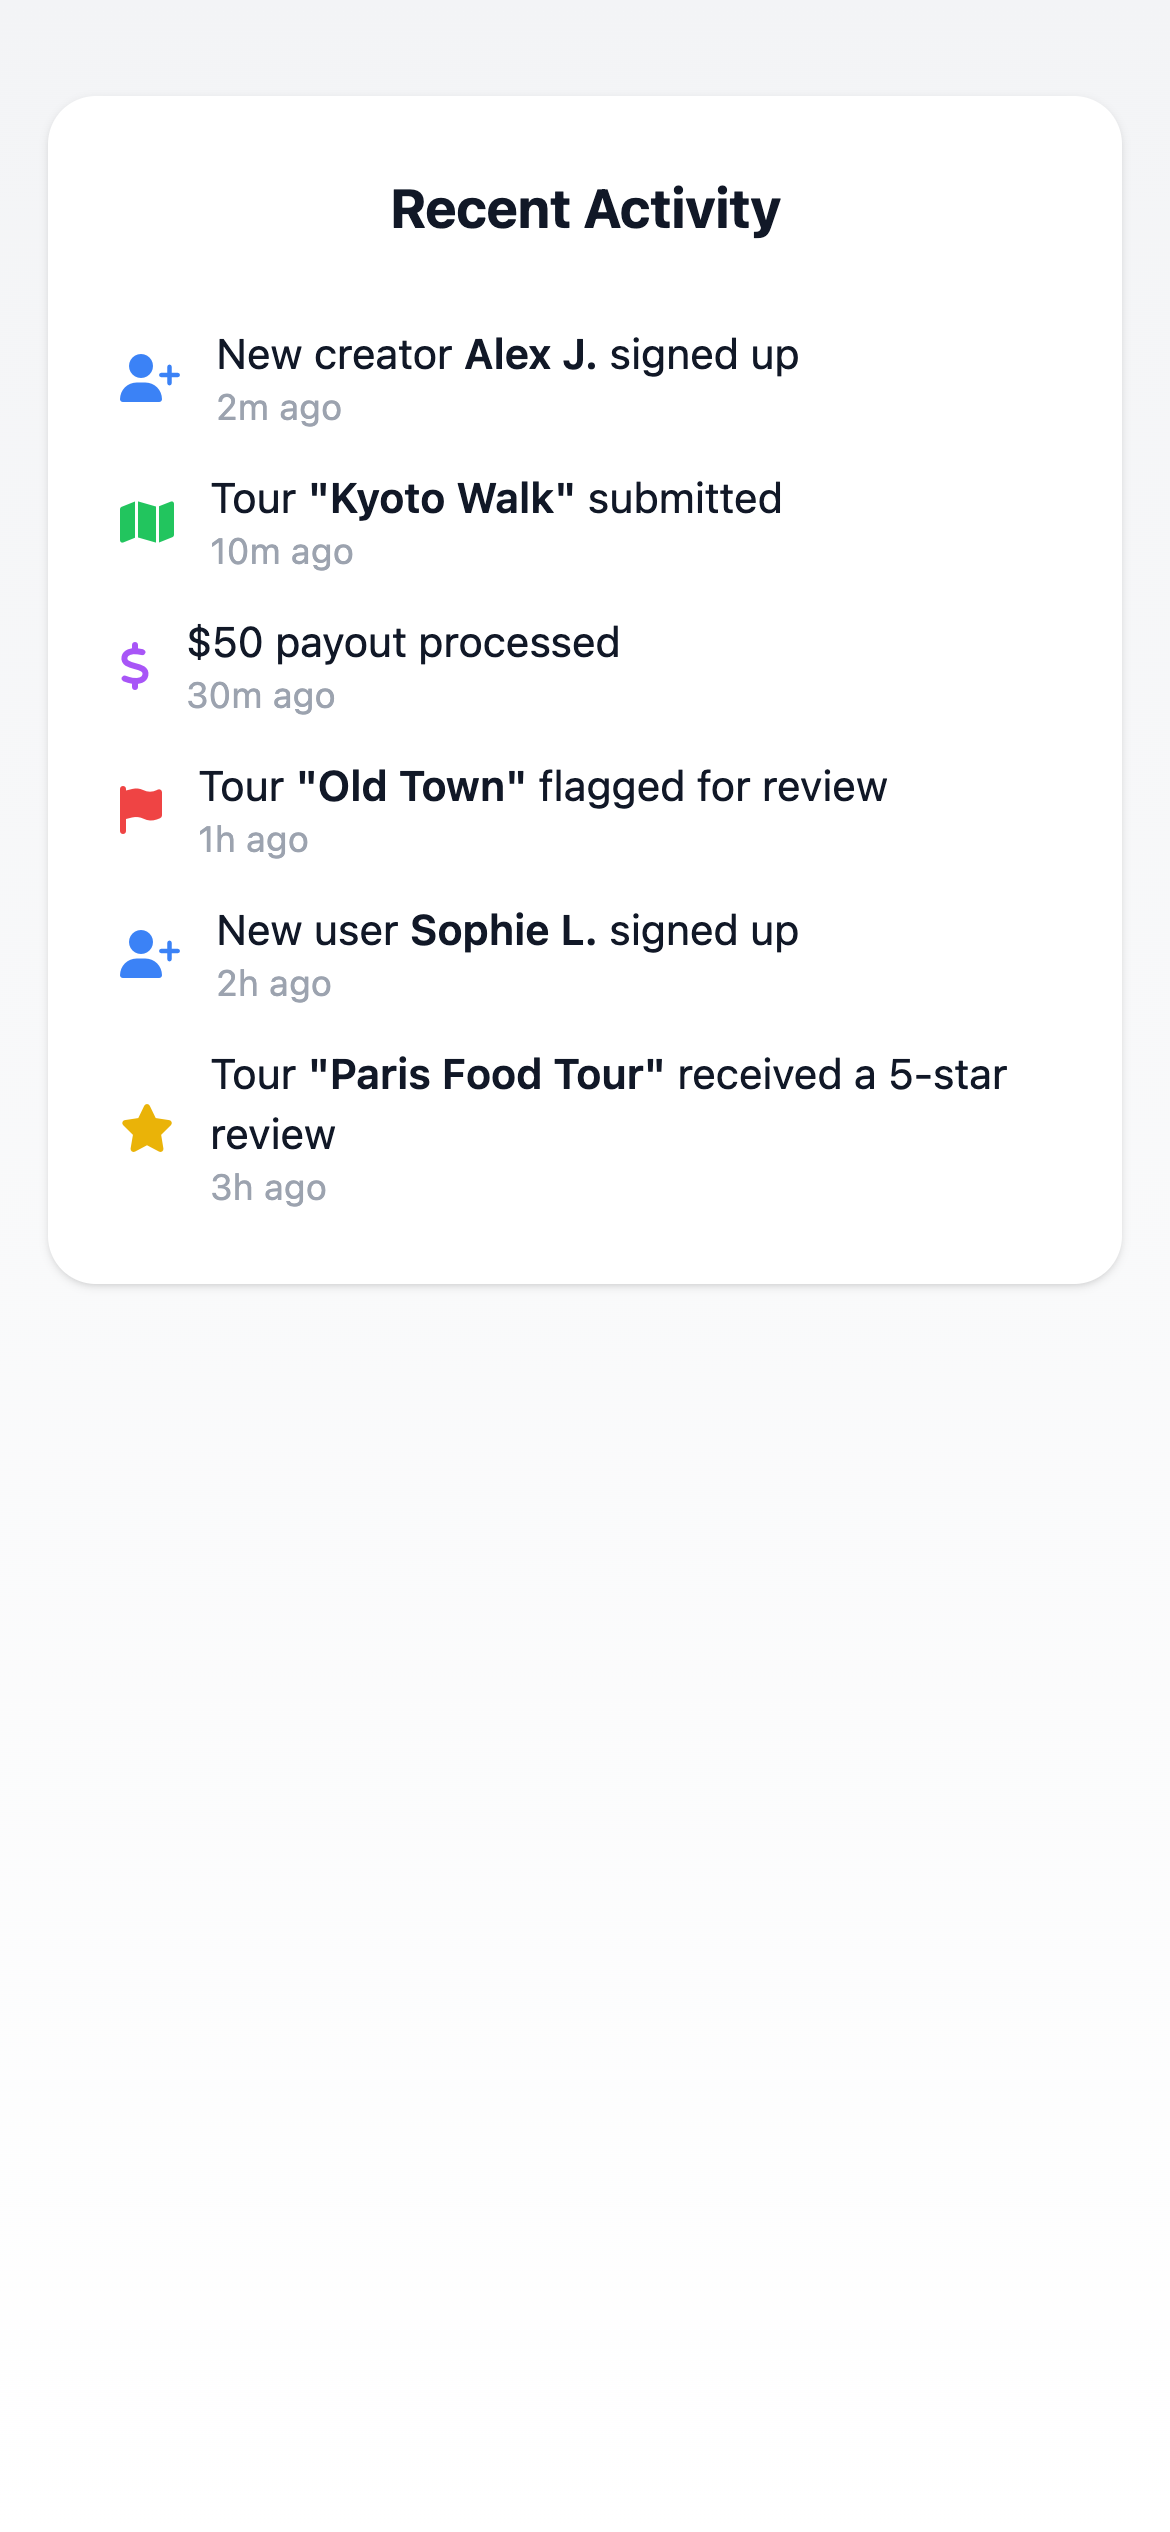 Recent Activity
New creator Alex J. signed up
2m ago
Tour "Kyoto Walk" submitted
10m ago
$50 payout processed
30m ago
Tour "Old Town" flagged for review
1h ago
New user Sophie L. signed up
2h ago
Tour "Paris Food Tour" received a 5-star
review
3h ago